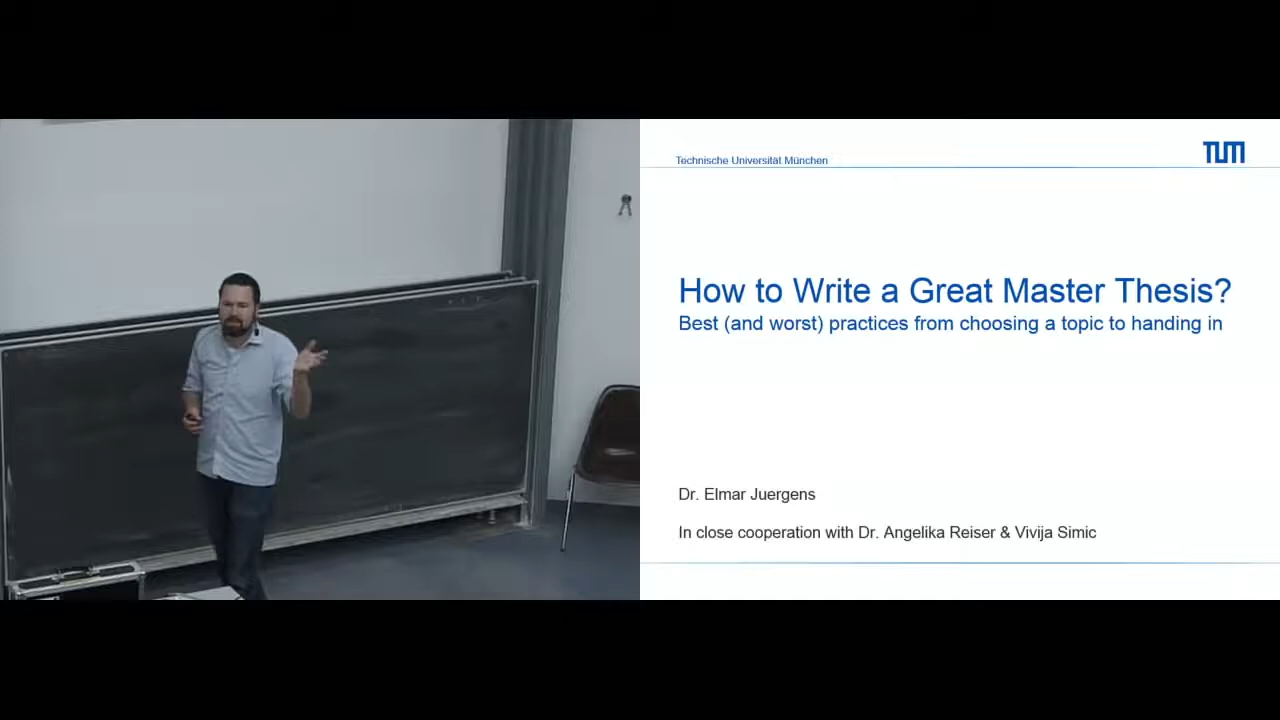 Technische Universität München
TUM
How to Write a Great Master Thesis?
Best (and worst) practices from choosing a topic to handing in
Dr. Elmar Juergens
In close cooperation with Dr. Angelika Reiser & Vivija Simic